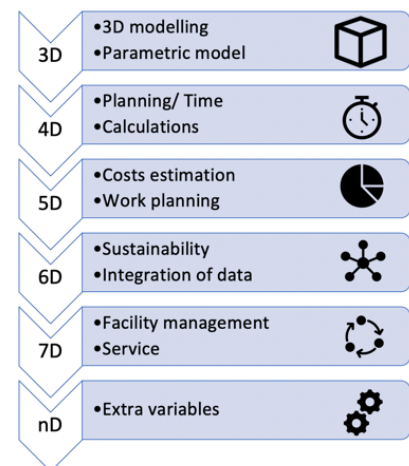 3D
•3D modelling
•Parametric model
4D
•Planning/ Time
•Calculations
5D
•Costs estimation
•Work planning
6D
•Sustainability
•Integration of data
7D
•Facility management
•Service
nD
•Extra variables